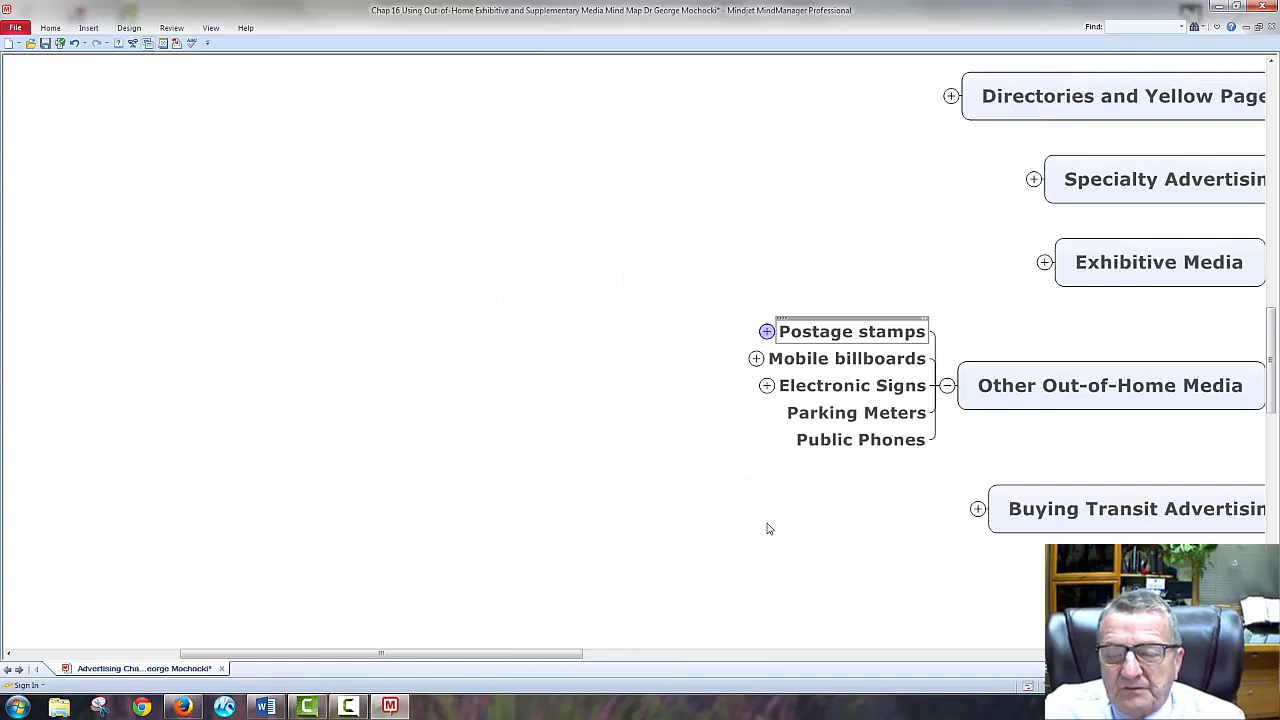 Chap 16 Using Out-of-Home Exhibitive and Supplementary Media Mind Map Dr George Mochocki* - Mindjet MindManager Professional
File Home Insert Design Review View Help
Find:
Directories and Yellow Page
Specialty Advertisin
Exhibitive Media
Postage stamps
Mobile billboards
Electronic Signs
Parking Meters
Public Phones
Other Out-of-Home Media
Buying Transit Advertisin
Advertising Cha...eorge Mochocki*
Sign In